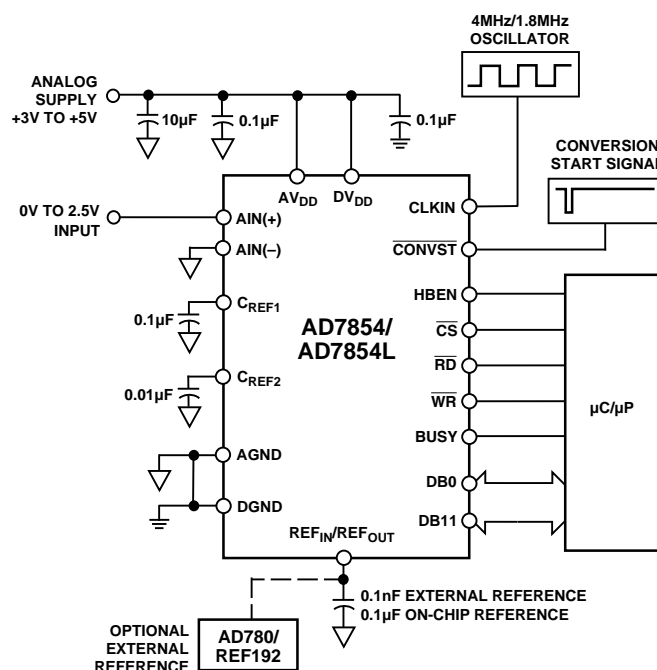 4MHz/1.8MHz
OSCILLATOR
ANALOG
SUPPLY
+3V TO +5V
10µF
0.1µF
0.1µF
CONVERSION
START SIGNAL
AVDD
DVDD
0V TO 2.5V
INPUT
AIN(+)
CLKIN
AIN(–)
CONVST
HBEN
CREF1
0.1µF
AD7854/
AD7854L
CS
RD
CREF2
0.01µF
WR
µC/µP
BUSY
AGND
DB0
DGND
DB11
REFIN/REFOUT
0.1nF EXTERNAL REFERENCE
0.1µF ON-CHIP REFERENCE
OPTIONAL
EXTERNAL
REFERENCE
AD780/
REF192